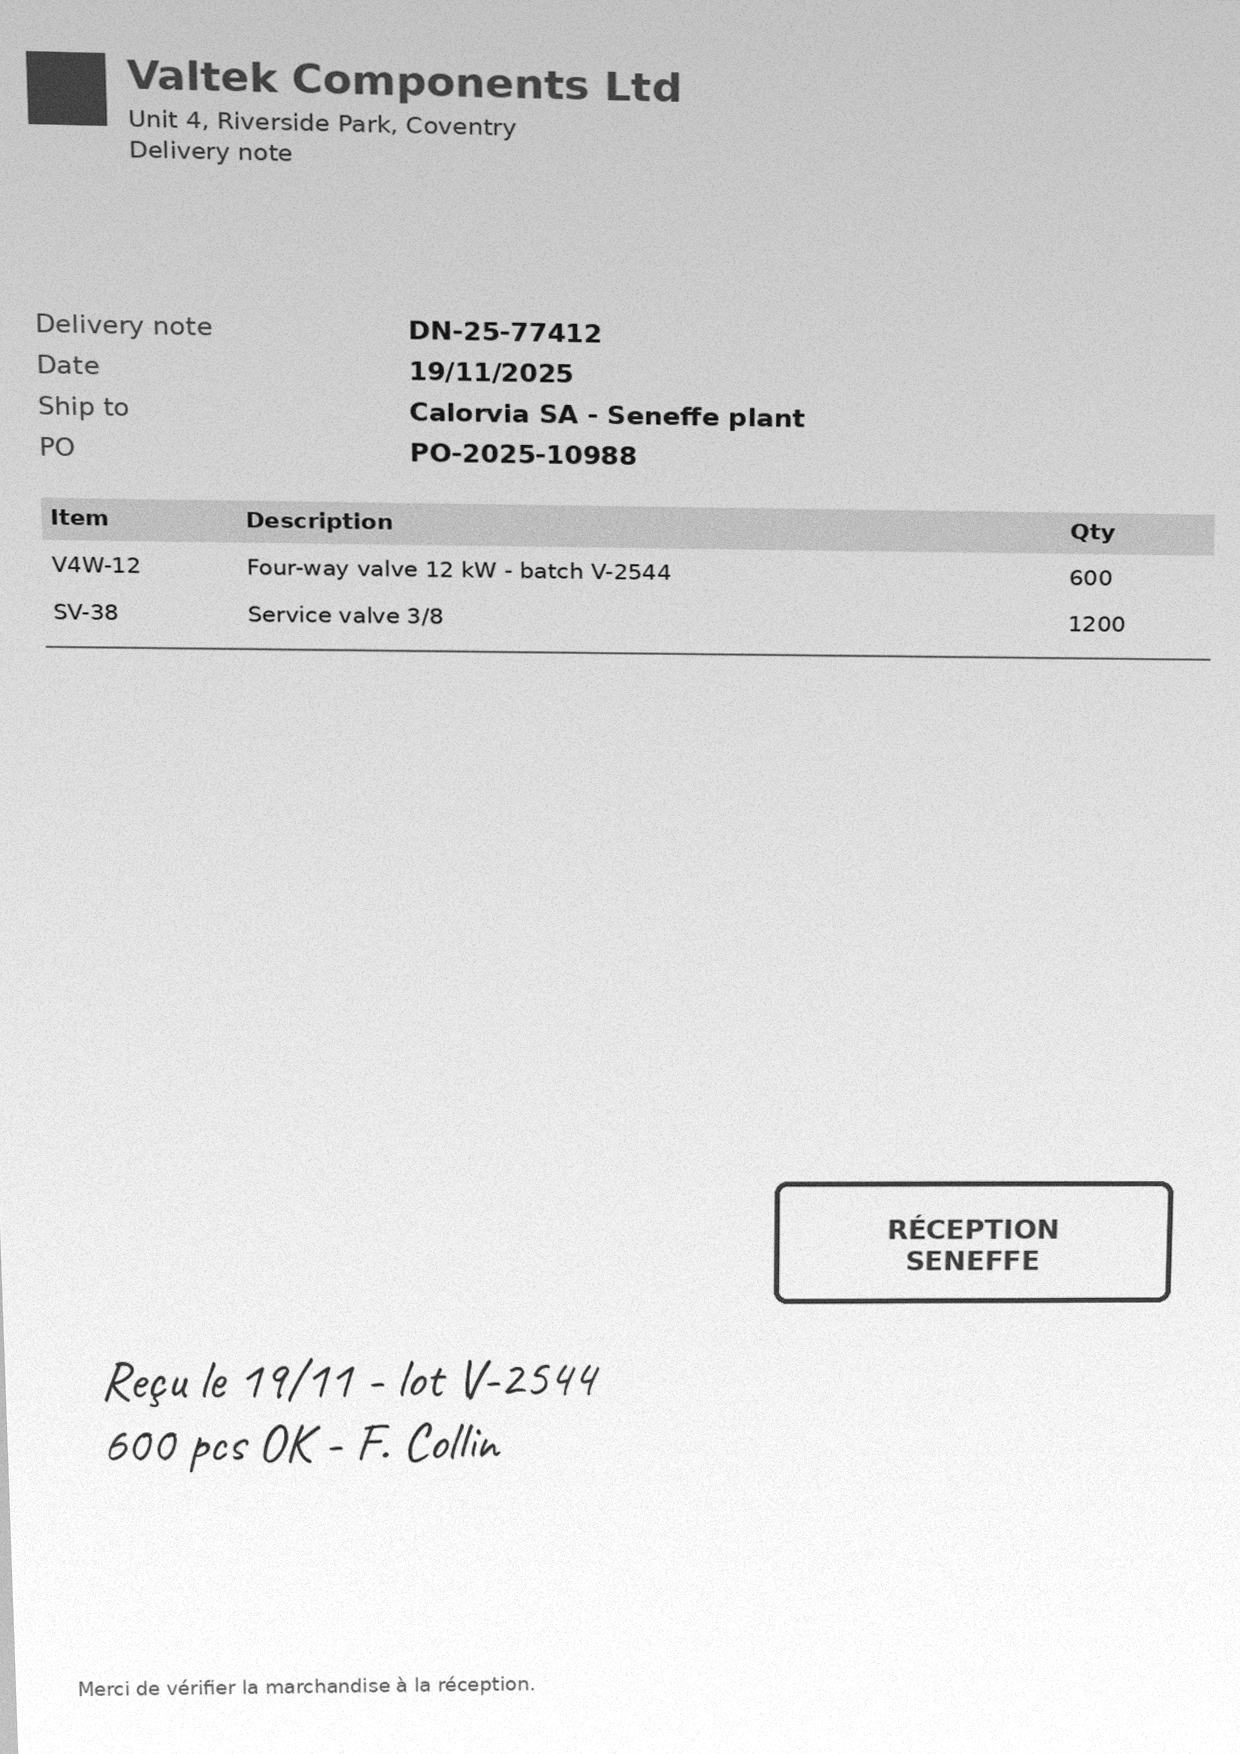 Valtek Components Ltd
Unit 4, Riverside Park, Coventry
Delivery note
Delivery note DN-25-77412
Date 19/11/2025
Ship to Calorvia SA - Seneffe plant
PO PO-2025-10988
Item Description Qty
V4W-12 Four-way valve 12 kW - batch V-2544 600
SV-38 Service valve 3/8 1200
RÉCEPTION
SENEFFE
Reçu le 19/11 - lot V-2544
600 pcs OK - F. Collin
Merci de vérifier la marchandise à la réception.